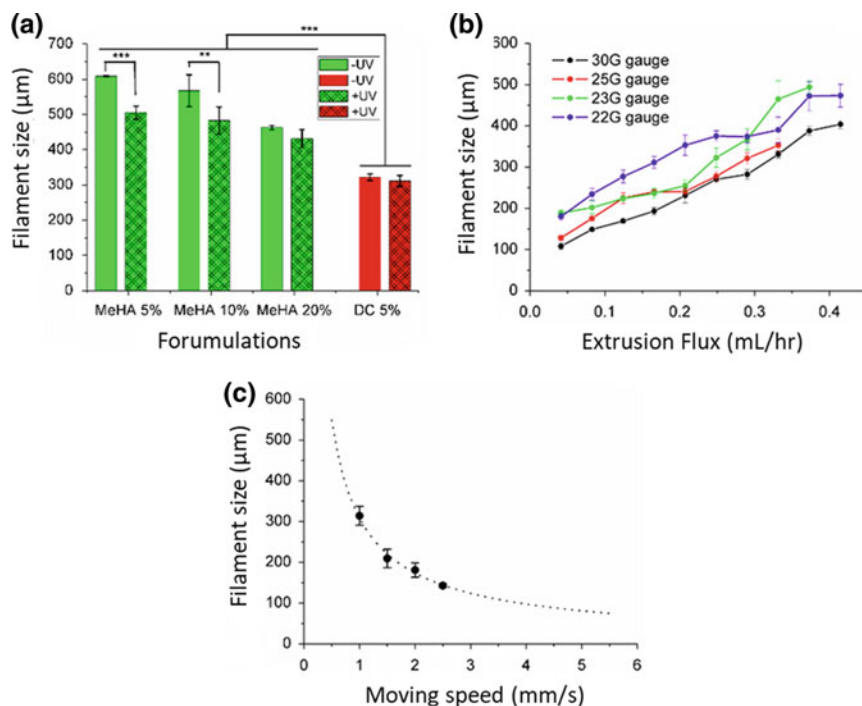 (a)
700
600
500
400
300
200
100
0
Filament size (µm)
***
***
**
-UV
-UV
+UV
+UV
MeHA 5%
MeHA 10%
MeHA 20%
DC 5%
Forumulations
(b)
600
500
400
300
200
100
0
Filament size (µm)
30G gauge
25G gauge
23G gauge
22G gauge
0.0
0.1
0.2
0.3
0.4
Extrusion Flux (mL/hr)
(c)
600
500
400
300
200
100
0
Filament size (µm)
0
1
2
3
4
5
6
Moving speed (mm/s)